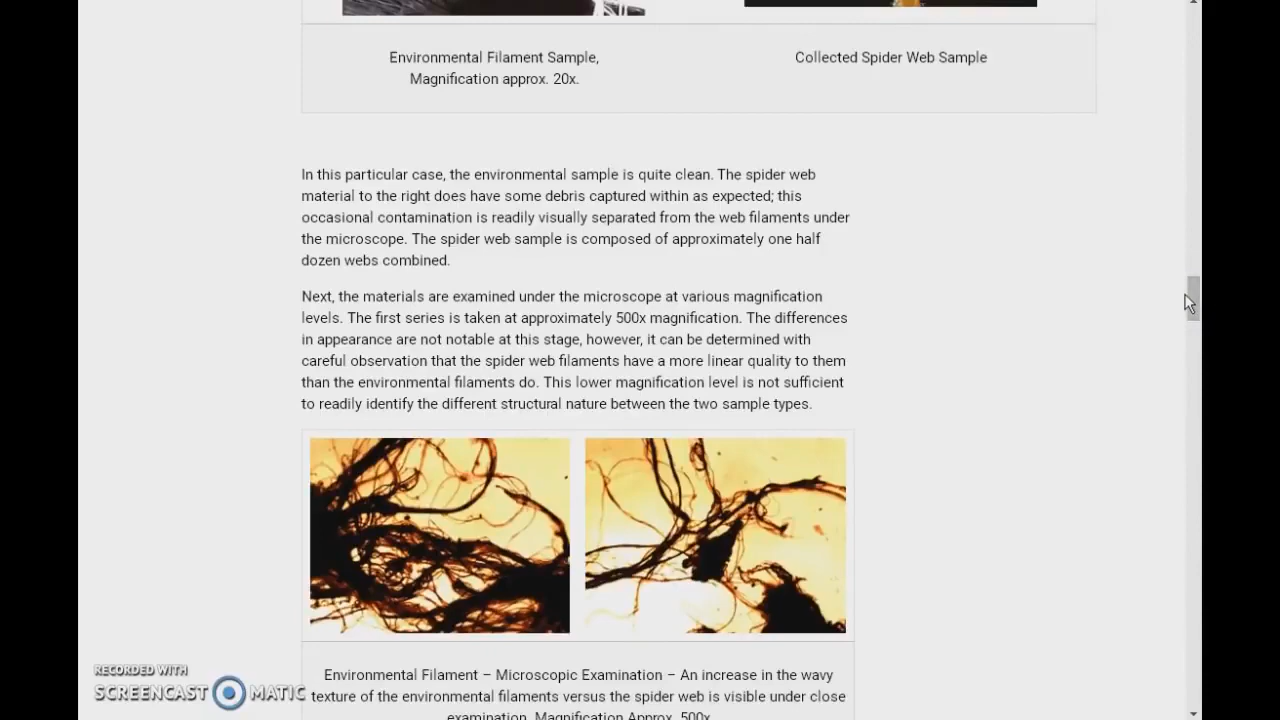 Environmental Filament Sample,
Magnification approx. 20x.
Collected Spider Web Sample
In this particular case, the environmental sample is quite clean. The spider web
material to the right does have some debris captured within as expected; this
occasional contamination is readily visually separated from the web filaments under
the microscope. The spider web sample is composed of approximately one half
dozen webs combined.
Next, the materials are examined under the microscope at various magnification
levels. The first series is taken at approximately 500x magnification. The differences
in appearance are not notable at this stage, however, it can be determined with
careful observation that the spider web filaments have a more linear quality to them
than the environmental filaments do. This lower magnification level is not sufficient
to readily identify the different structural nature between the two sample types.
Environmental Filament – Microscopic Examination – An increase in the wavy
texture of the environmental filaments versus the spider web is visible under close
examination. Magnification Approx. 500x
RECORDED WITH
SCREENCAST MATIC